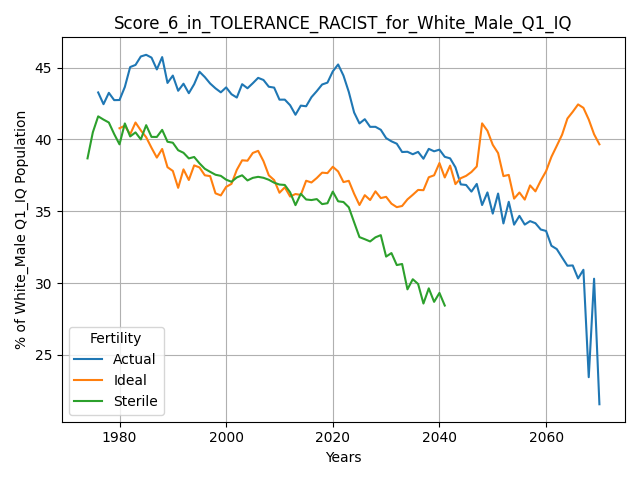 Score_6_in_TOLERANCE_RACIST_for_White_Male_Q1_IQ
% of White_Male Q1_IQ Population
45
40
35
30
25
Fertility
Actual
Ideal
Sterile
1980
2000
2020
2040
2060
Years